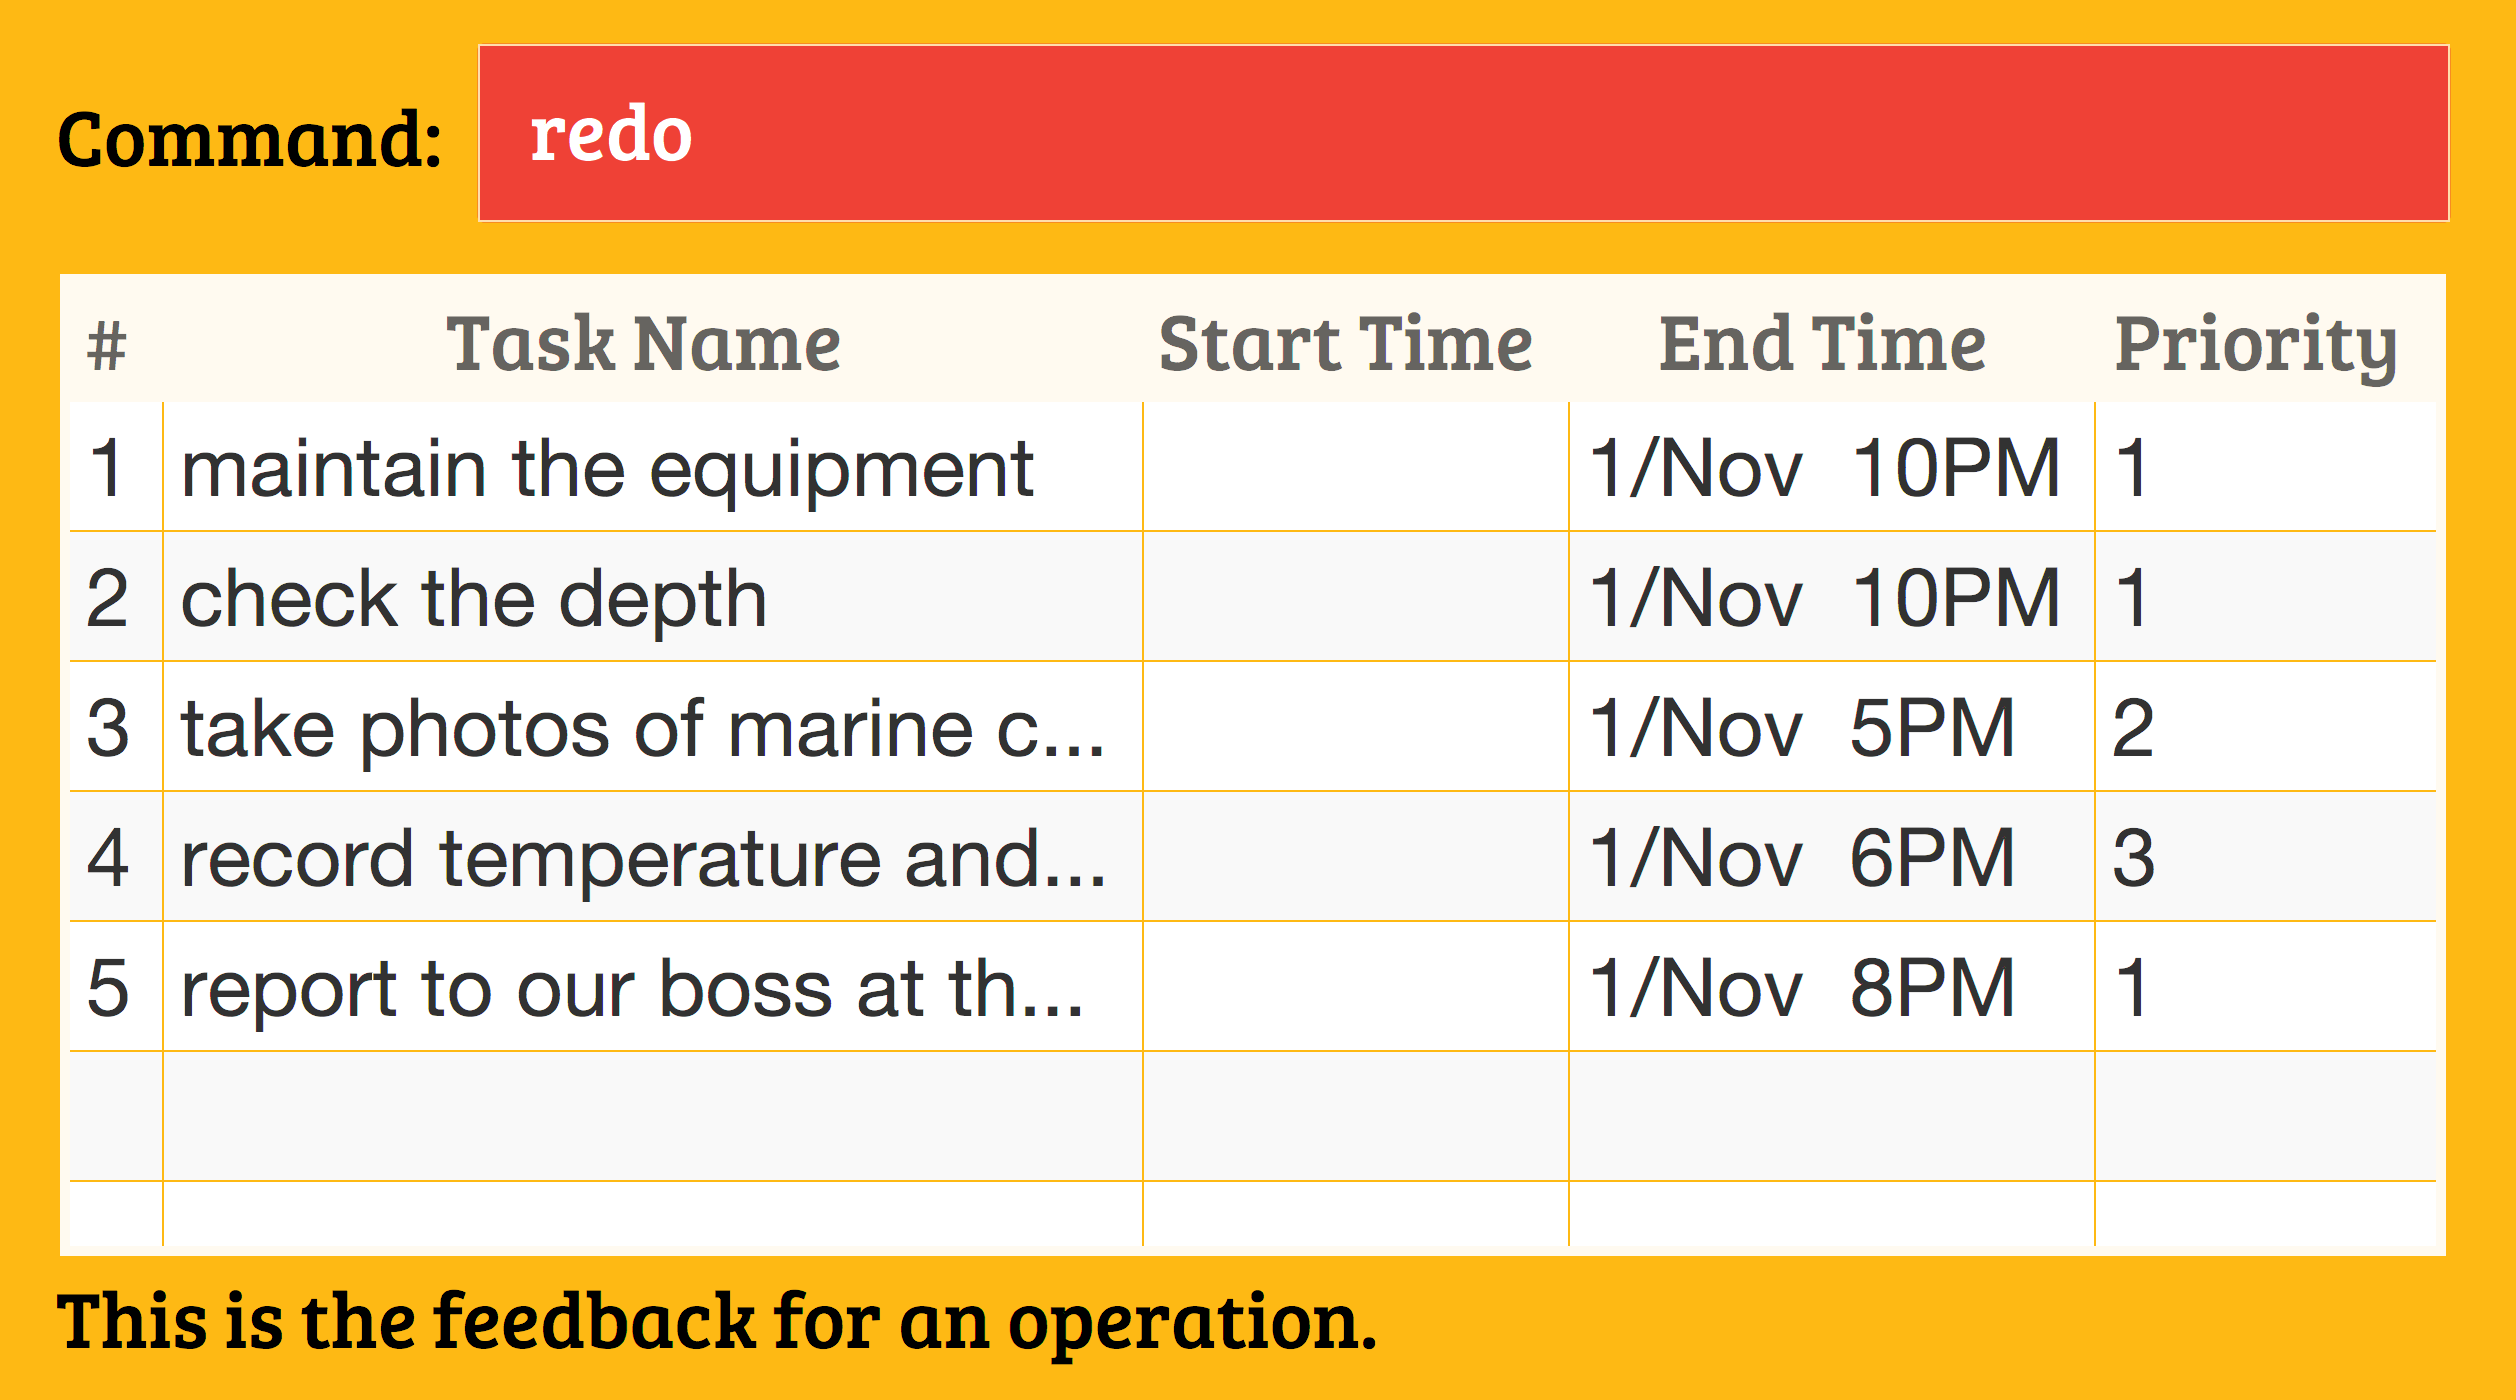 Command: redo
# Task Name Start Time End Time Priority
1 maintain the equipment 1/Nov 10PM 1
2 check the depth 1/Nov 10PM 1
3 take photos of marine c... 1/Nov 5PM 2
4 record temperature and... 1/Nov 6PM 3
5 report to our boss at th... 1/Nov 8PM 1
This is the feedback for an operation.